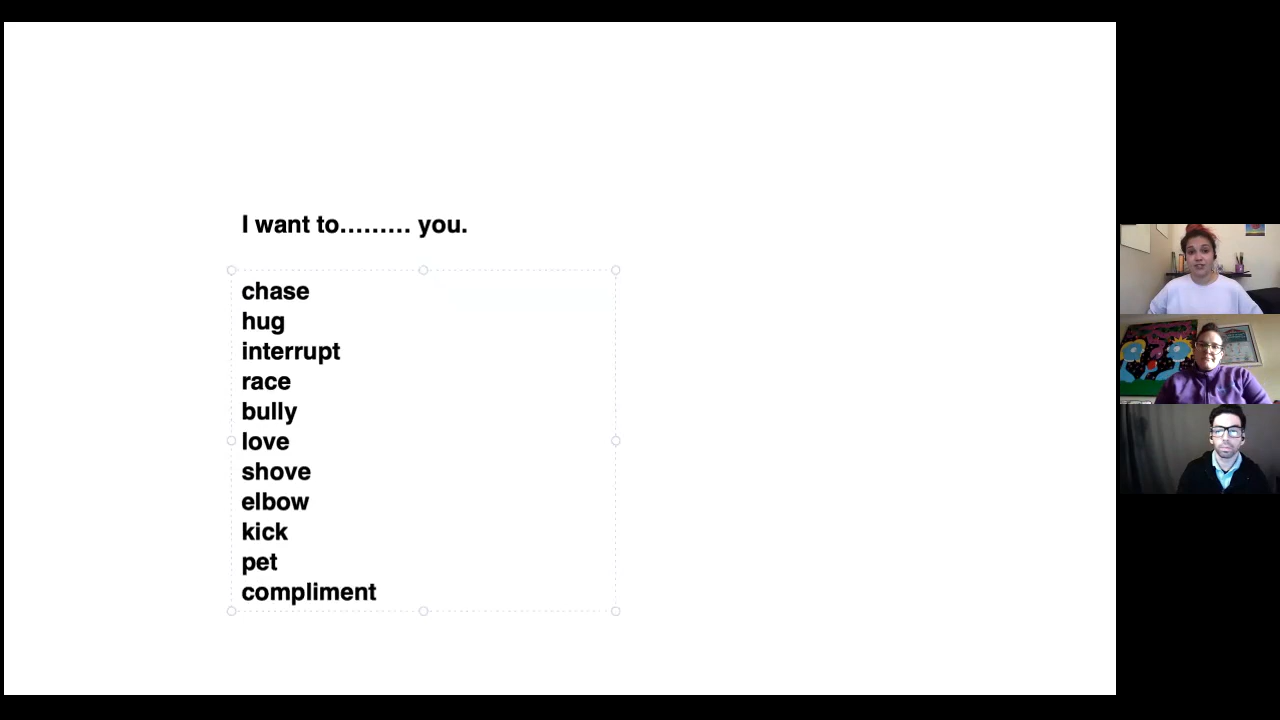 I want to......... you.
chase
hug
interrupt
race
bully
love
shove
elbow
kick
pet
compliment